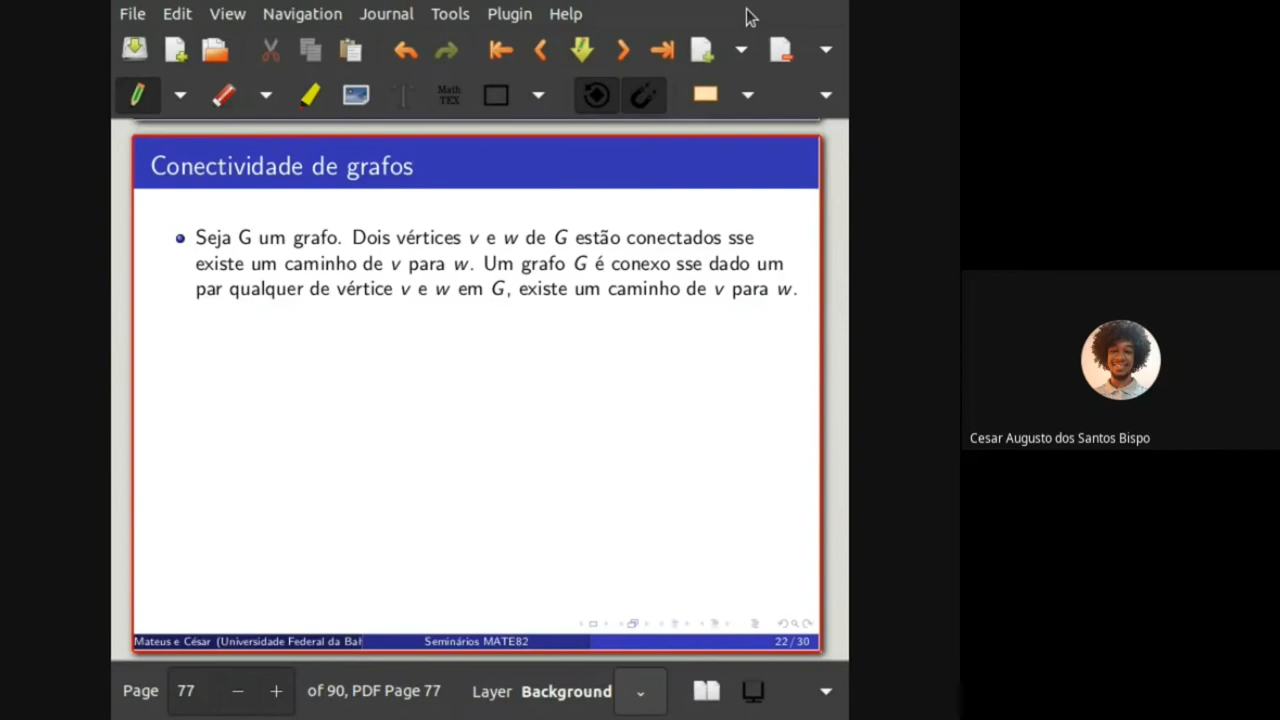 File Edit View Navigation Journal Tools Plugin Help
Math
TEX
Conectividade de grafos
Seja G um grafo. Dois vértices v e w de G estão conectados sse
existe um caminho de v para w. Um grafo G é conexo sse dado um
par qualquer de vértice v e w em G, existe um caminho de v para w.
Cesar Augusto dos Santos Bispo
Mateus e César (Universidade Federal da Bah Seminários MATE82 22 / 30
Page 77 of 90, PDF Page 77 Layer Background